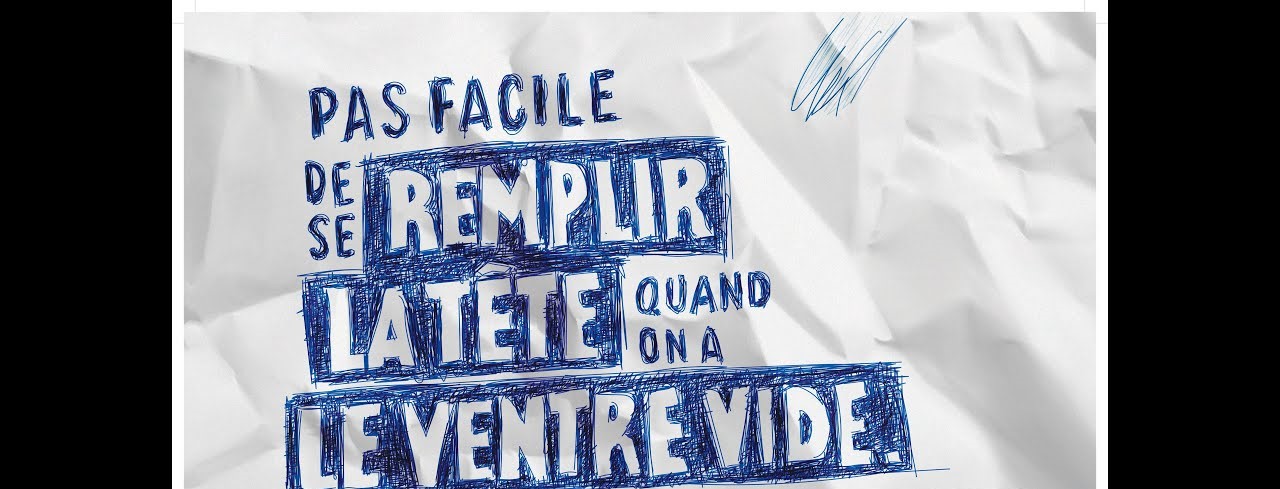 PAS FACILE
DE
SE REMPLIR
LA TÊTE QUAND
ON A
LE VENTRE VIDE.